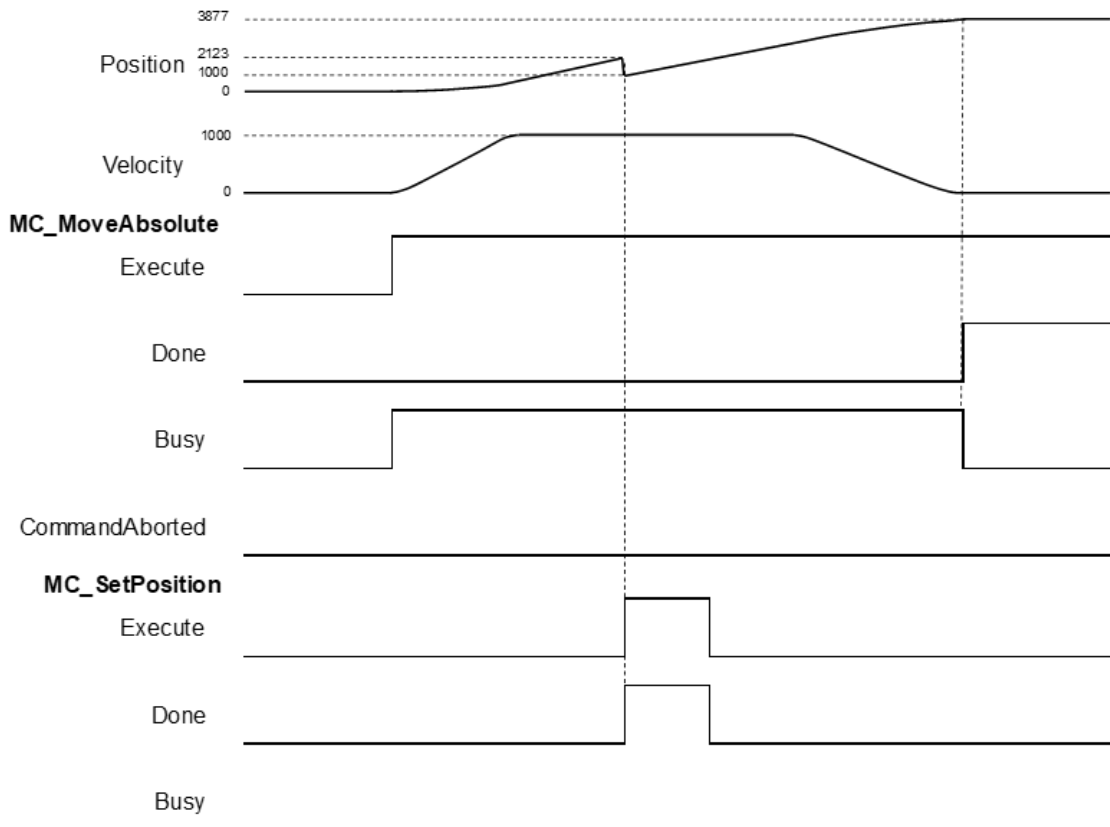 3877
2123
Position
1000
0
1000
Velocity
0
MC_MoveAbsolute
Execute
Done
Busy
CommandAborted
MC_SetPosition
Execute
Done
Busy